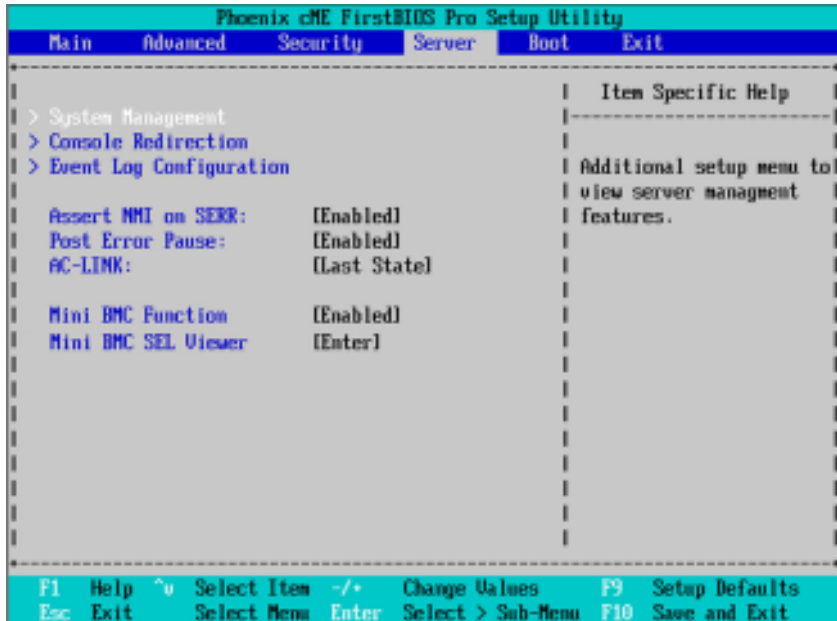 Phoenix cME FirstBIOS Pro Setup Utility
Main Advanced Security Server Boot Exit
Item Specific Help
> System Management
> Console Redirection
> Event Log Configuration
Additional setup menu to
view server managment
features.
Assert NMI on SERR: [Enabled]
Post Error Pause: [Enabled]
AC-LINK: [Last State]
Mini BMC Function [Enabled]
Mini BMC SEL Viewer [Enter]
F1 Help ^v Select Item -/+ Change Values F9 Setup Defaults
Esc Exit Select Menu Enter Select > Sub-Menu F10 Save and Exit